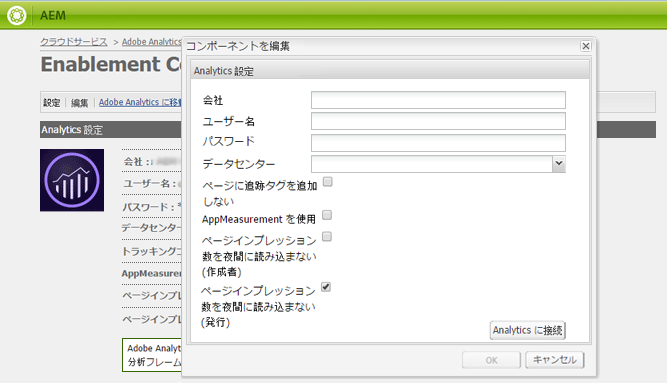 AEM
クラウドサービス > Adobe Analytics
Enablement Co
設定 | 編集 | Adobe Analytics に移動
Analytics 設定
会社 :
ユーザー名 :
パスワード : *
データセンター
トラッキングコ
AppMeasurem
ページインプレ
ページインプレ
Adobe Analyt
分析フレーム
コンポーネントを編集
Analytics 設定
会社
ユーザー名
パスワード
データセンター
ページに追跡タグを追加
しない
AppMeasurement を使用
ページインプレッション
数を夜間に読み込まない
(作成者)
ページインプレッション
数を夜間に読み込まない
(発行)
Analytics に接続
OK
キャンセル